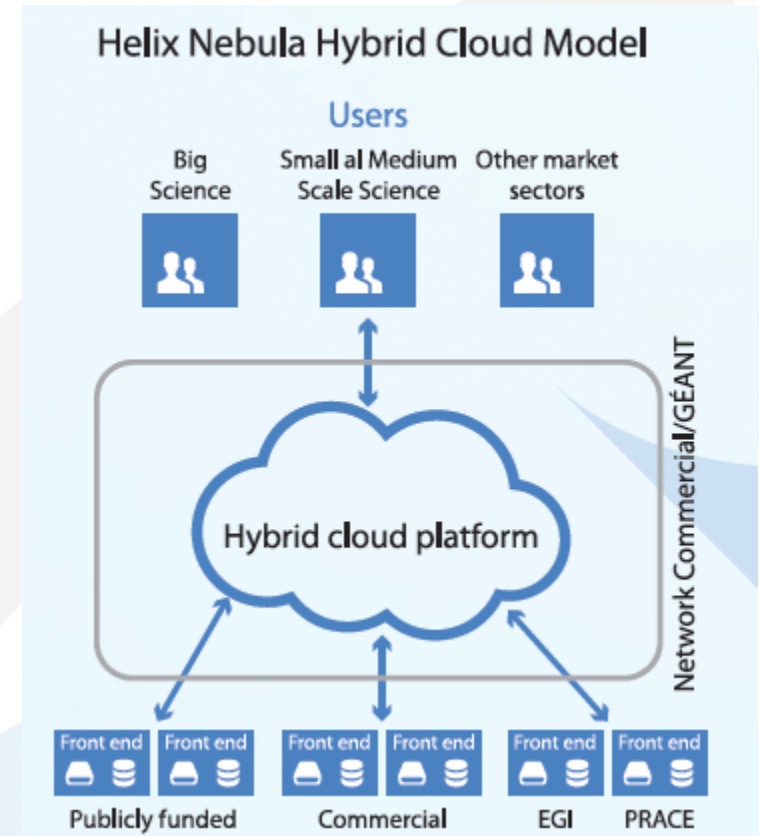 Helix Nebula Hybrid Cloud Model
Users
Big
Science
Small al Medium
Scale Science
Other market
sectors
Network Commercial/GÉANT
Hybrid cloud platform
Front end
Front end
Front end
Front end
Front end
Front end
Publicly funded
Commercial
EGI
PRACE